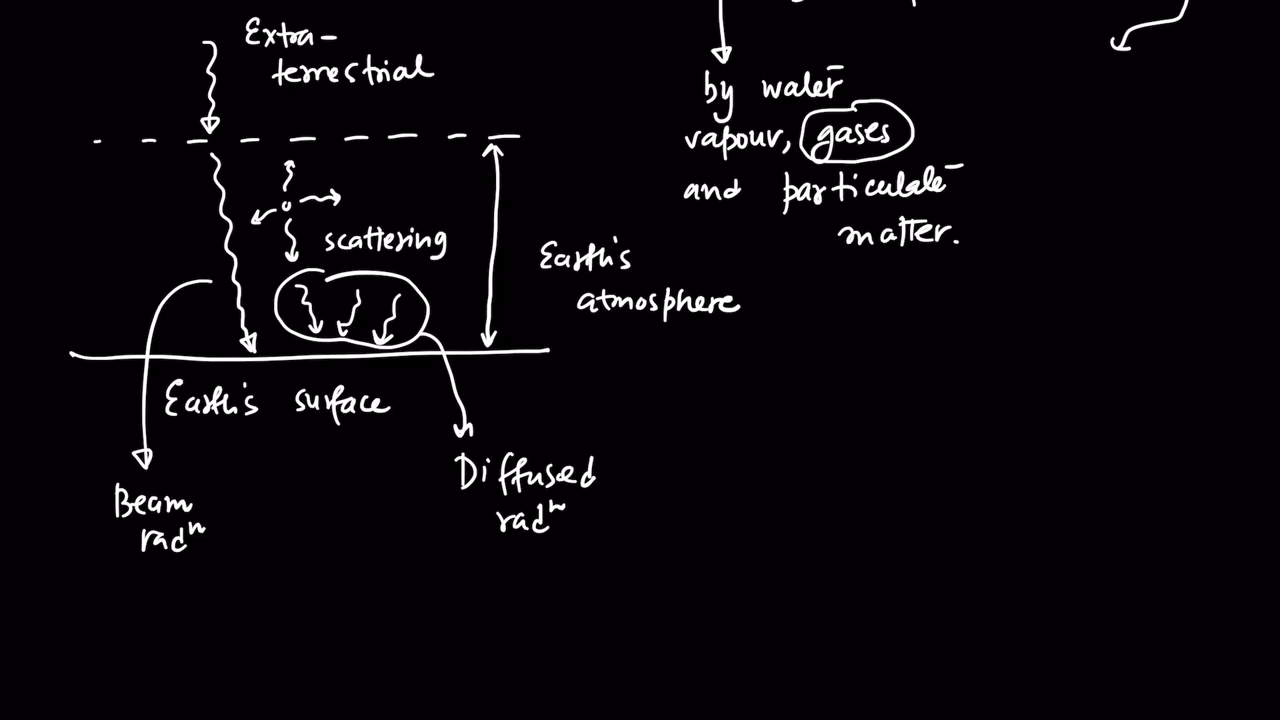 Extra-
terrestrial
scattering
Earth's
atmosphere
Earth's surface
Beam
radⁿ
Diffused
radⁿ
by water
vapour, gases
and particulate
matter.